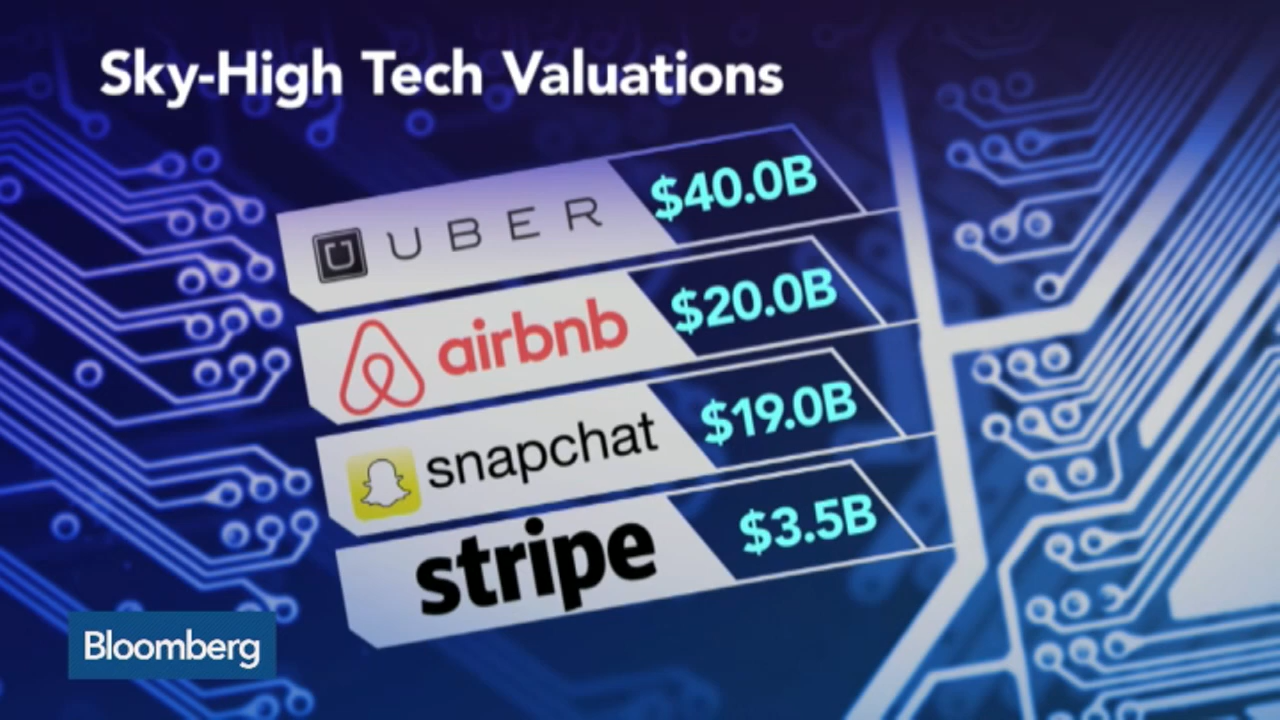 Sky-High Tech Valuations
UBER $40.0B
airbnb $20.0B
snapchat $19.0B
stripe $3.5B
Bloomberg